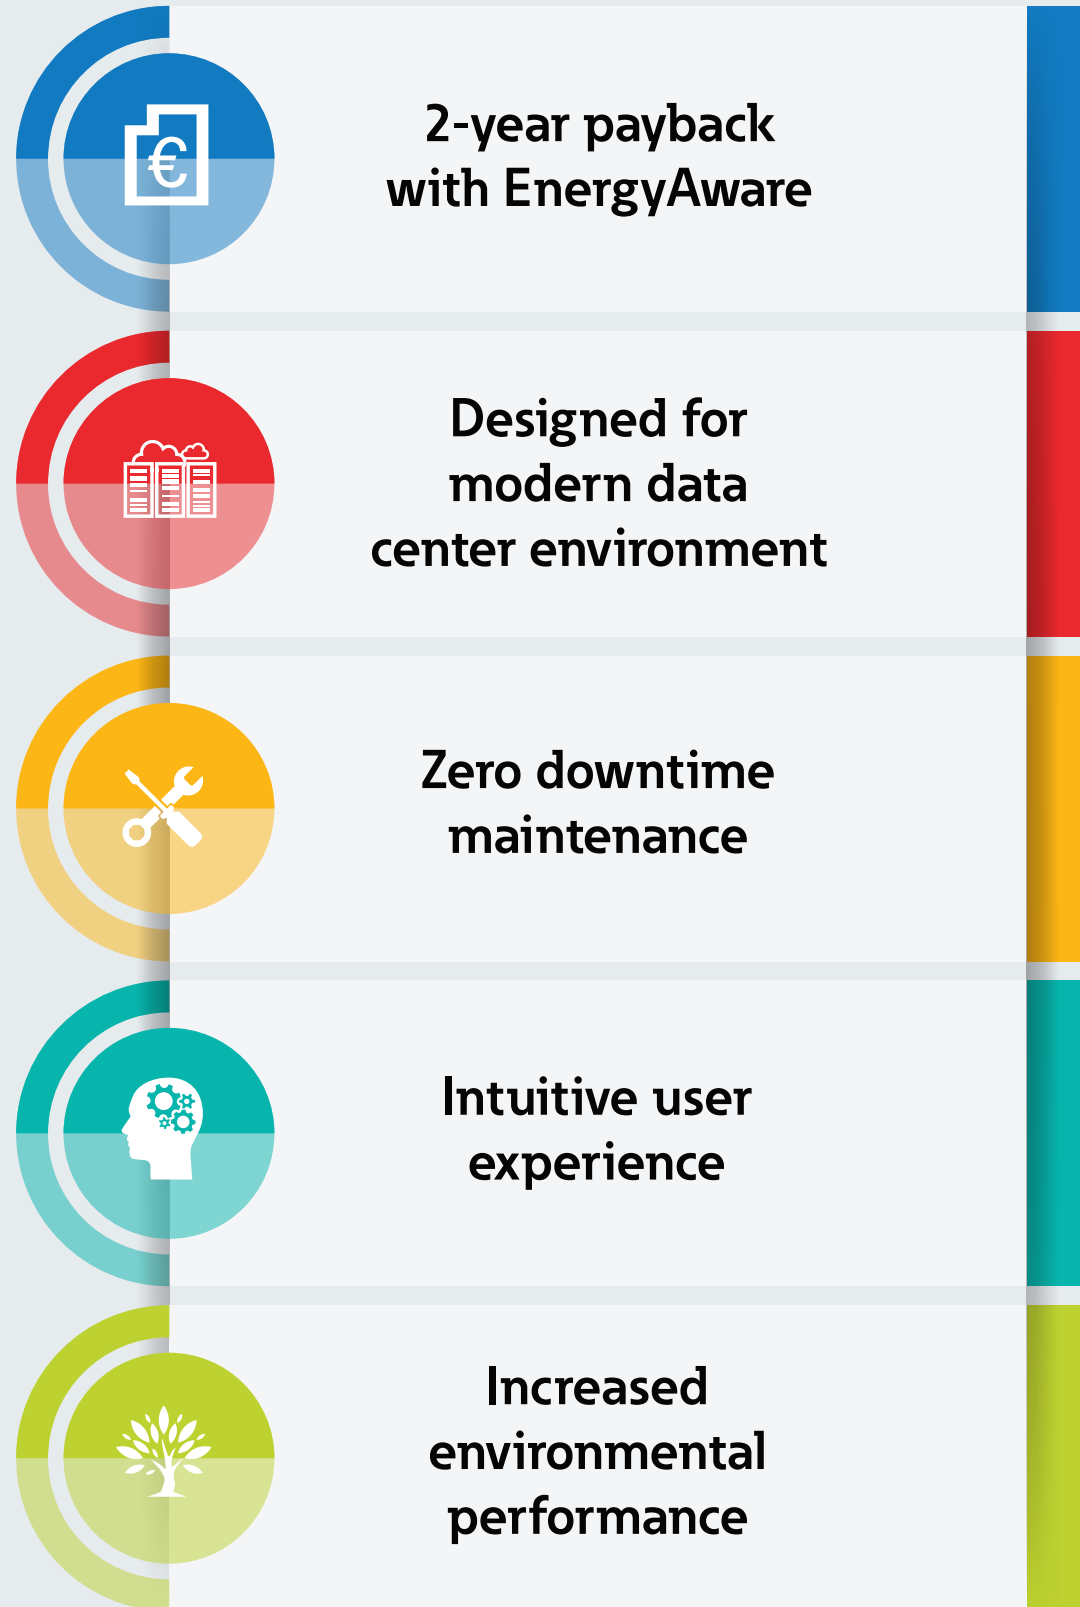 €
2-year payback
with EnergyAware
Designed for
modern data
center environment
Zero downtime
maintenance
Intuitive user
experience
Increased
environmental
performance